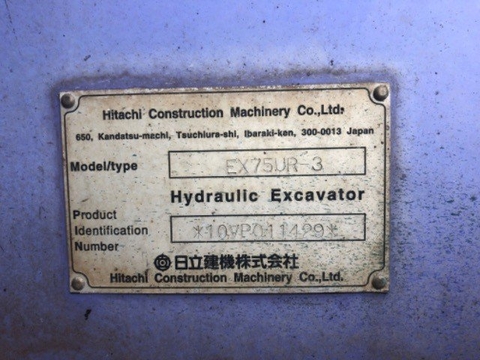 Hitachi Construction Machinery Co.,Ltd.
650, Kandatsu-machi, Tsuchiura-shi, Ibaraki-ken, 300-0013 Japan
Model/type EX75UR-3
Hydraulic Excavator
Product Identification Number *10VP011499*
日立建機株式会社
Hitachi Construction Machinery Co.,Ltd.